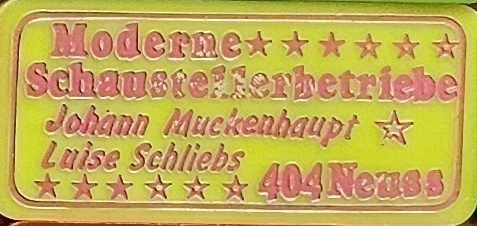 Moderne
Schaustellerbetriebe
Johann Muckenhaupt
Luise Schliebs
404 Neuss